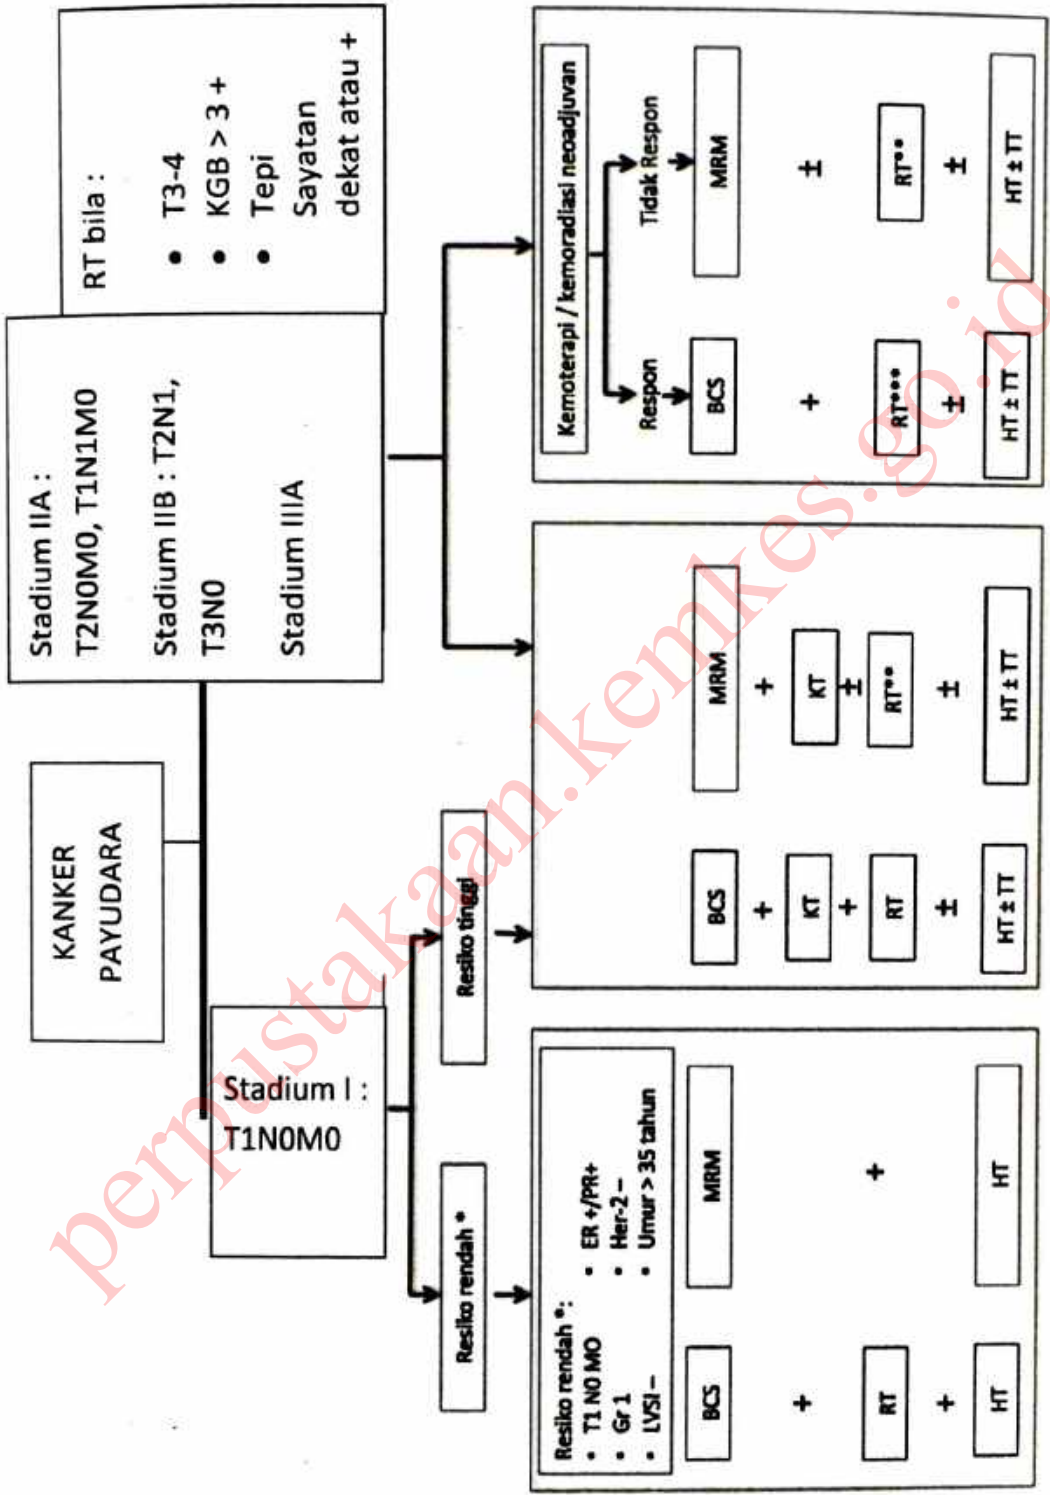 KANKER
PAYUDARA
Stadium I :
T1N0M0
Stadium IIA :
T2N0M0, T1N1M0
Stadium IIB : T2N1,
T3N0
Stadium IIIA
RT bila :
• T3-4
• KGB > 3 +
• Tepi
Sayatan
dekat atau +
Resiko rendah *
Resiko tinggi
Resiko rendah *:
• T1 N0 MO
• Gr 1
• LVSI –
• ER +/PR+
• Her-2 –
• Umur > 35 tahun
BCS
+
RT
+
HT
MRM
+
HT
BCS
+
KT
+
RT
±
HT ± TT
MRM
+
KT
±
RT**
±
HT ± TT
Kemoterapi / kemoradiasi neoadjuvan
Respon
Tidak Respon
BCS
+
RT***
±
HT ± TT
MRM
±
RT**
±
HT ± TT
perpustakaan.kemkes.go.id